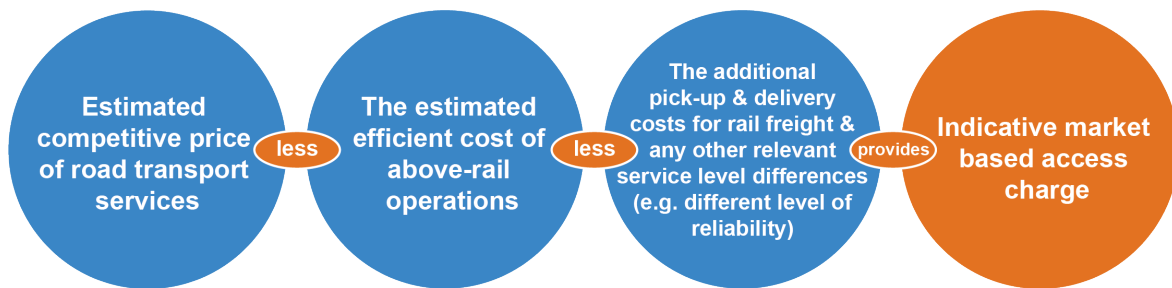 Estimated
competitive price
of road transport
services
less
The estimated
efficient cost of
above-rail
operations
less
The additional
pick-up & delivery
costs for rail freight &
any other relevant
service level differences
(e.g. different level of
reliability)
provides
Indicative market
based access
charge